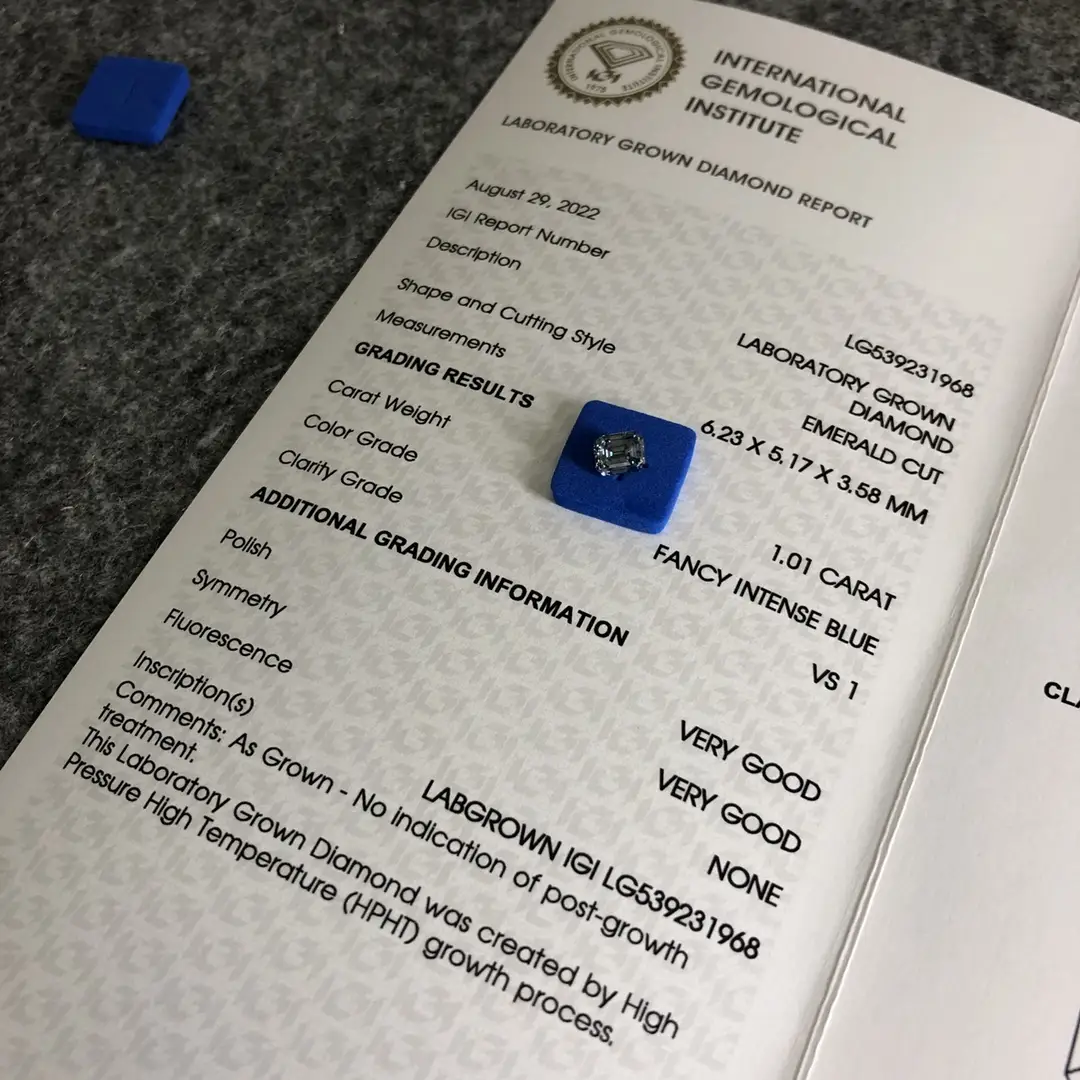 INTERNATIONAL GEMOLOGICAL INSTITUTE
1975
INTERNATIONAL
GEMOLOGICAL
INSTITUTE
LABORATORY GROWN DIAMOND REPORT
August 29, 2022
IGI Report Number
LG539231968
Description
LABORATORY GROWN
DIAMOND
Shape and Cutting Style
EMERALD CUT
Measurements
6.23 X 5.17 X 3.58 MM
GRADING RESULTS
Carat Weight
1.01 CARAT
Color Grade
FANCY INTENSE BLUE
Clarity Grade
VS 1
ADDITIONAL GRADING INFORMATION
Polish
VERY GOOD
Symmetry
VERY GOOD
Fluorescence
NONE
Inscription(s)
LABGROWN IGI LG539231968
Comments: As Grown - No indication of post-growth
treatment.
This Laboratory Grown Diamond was created by High
Pressure High Temperature (HPHT) growth process.